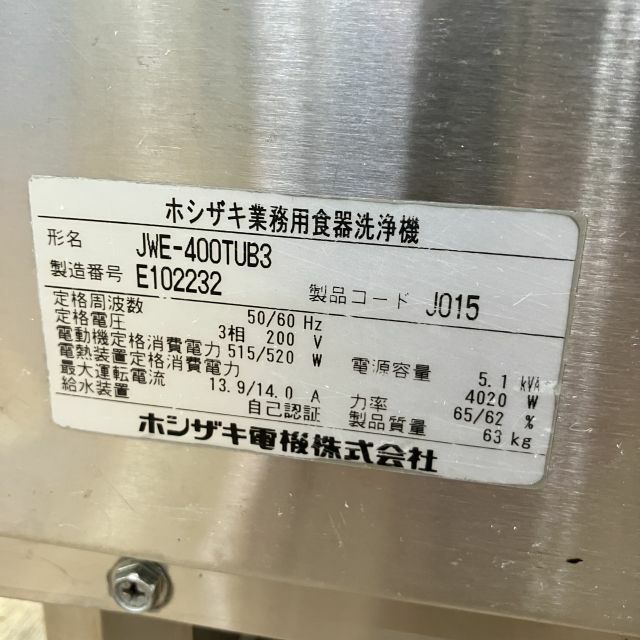 ホシザキ業務用食器洗浄機
形名 JWE-400TUB3
製造番号 E102232 製品コード J015
定格周波数 50/60 Hz
定格電圧 3相 200 V
電動機定格消費電力 515/520 W 電源容量 5.1 kVA
電熱装置定格消費電力 4020 W
最大運転電流 13.9/14.0 A 力率 65/62 %
給水装置 自己認証 製品質量 63 kg
ホシザキ電機株式会社